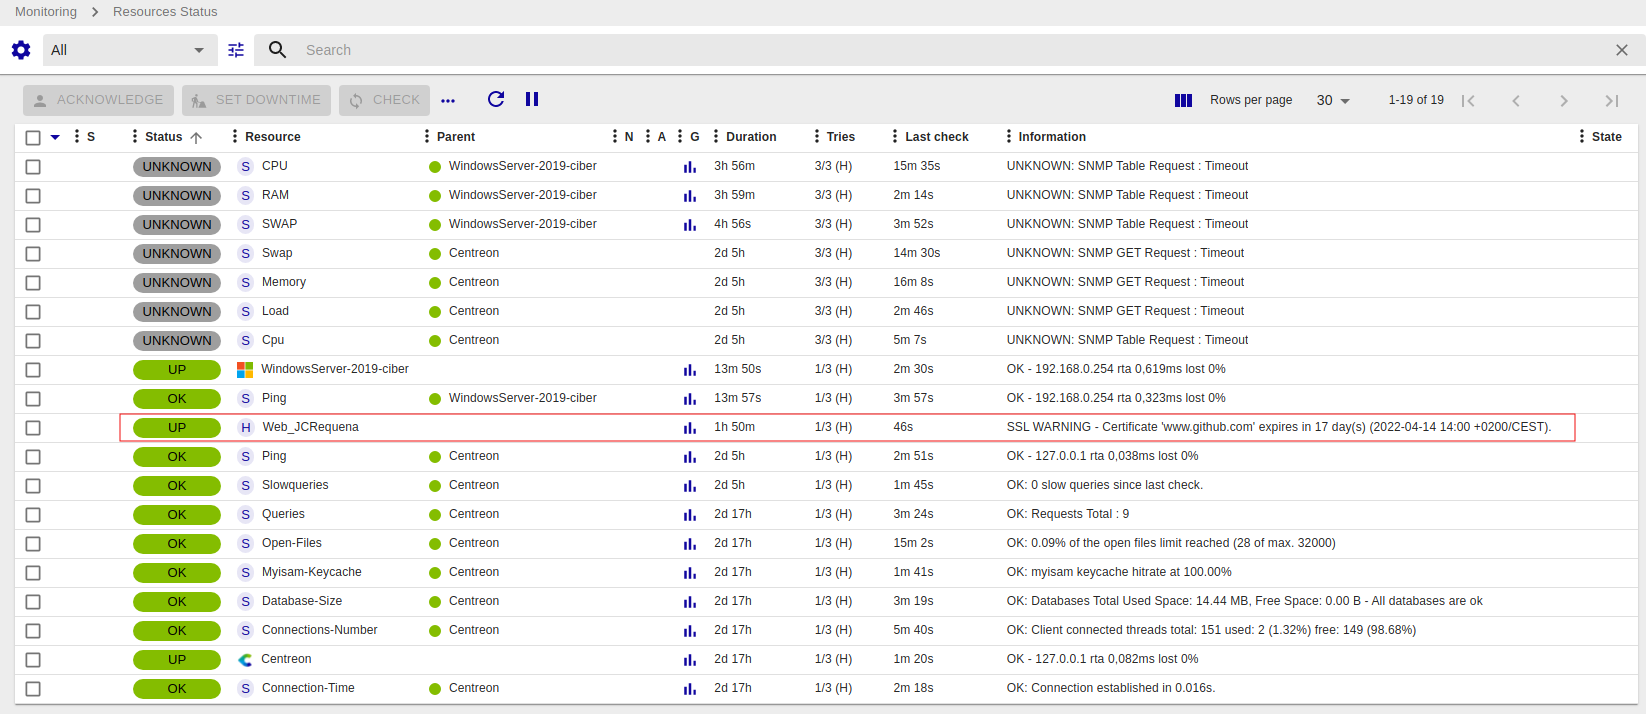 Monitoring > Resources Status
All Search
ACKNOWLEDGE SET DOWNTIME CHECK Rows per page 30 1-19 of 19
S Status Resource Parent N A G Duration Tries Last check Information State
UNKNOWN S CPU WindowsServer-2019-ciber 3h 56m 3/3 (H) 15m 35s UNKNOWN: SNMP Table Request : Timeout
UNKNOWN S RAM WindowsServer-2019-ciber 3h 59m 3/3 (H) 2m 14s UNKNOWN: SNMP Table Request : Timeout
UNKNOWN S SWAP WindowsServer-2019-ciber 4h 56s 3/3 (H) 3m 52s UNKNOWN: SNMP Table Request : Timeout
UNKNOWN S Swap Centreon 2d 5h 3/3 (H) 14m 30s UNKNOWN: SNMP GET Request : Timeout
UNKNOWN S Memory Centreon 2d 5h 3/3 (H) 16m 8s UNKNOWN: SNMP GET Request : Timeout
UNKNOWN S Load Centreon 2d 5h 3/3 (H) 2m 46s UNKNOWN: SNMP GET Request : Timeout
UNKNOWN S Cpu Centreon 2d 5h 3/3 (H) 5m 7s UNKNOWN: SNMP Table Request : Timeout
UP WindowsServer-2019-ciber 13m 50s 1/3 (H) 2m 30s OK - 192.168.0.254 rta 0,619ms lost 0%
OK S Ping WindowsServer-2019-ciber 13m 57s 1/3 (H) 3m 57s OK - 192.168.0.254 rta 0,323ms lost 0%
UP H Web_JCRequena 1h 50m 1/3 (H) 46s SSL WARNING - Certificate 'www.github.com' expires in 17 day(s) (2022-04-14 14:00 +0200/CEST).
OK S Ping Centreon 2d 5h 1/3 (H) 2m 51s OK - 127.0.0.1 rta 0,038ms lost 0%
OK S Slowqueries Centreon 2d 5h 1/3 (H) 1m 45s OK: 0 slow queries since last check.
OK S Queries Centreon 2d 17h 1/3 (H) 3m 24s OK: Requests Total : 9
OK S Open-Files Centreon 2d 17h 1/3 (H) 15m 2s OK: 0.09% of the open files limit reached (28 of max. 32000)
OK S Myisam-Keycache Centreon 2d 17h 1/3 (H) 1m 41s OK: myisam keycache hitrate at 100.00%
OK S Database-Size Centreon 2d 17h 1/3 (H) 3m 19s OK: Databases Total Used Space: 14.44 MB, Free Space: 0.00 B - All databases are ok
OK S Connections-Number Centreon 2d 17h 1/3 (H) 5m 40s OK: Client connected threads total: 151 used: 2 (1.32%) free: 149 (98.68%)
UP Centreon 2d 17h 1/3 (H) 1m 20s OK - 127.0.0.1 rta 0,082ms lost 0%
OK S Connection-Time Centreon 2d 17h 1/3 (H) 2m 18s OK: Connection established in 0.016s.